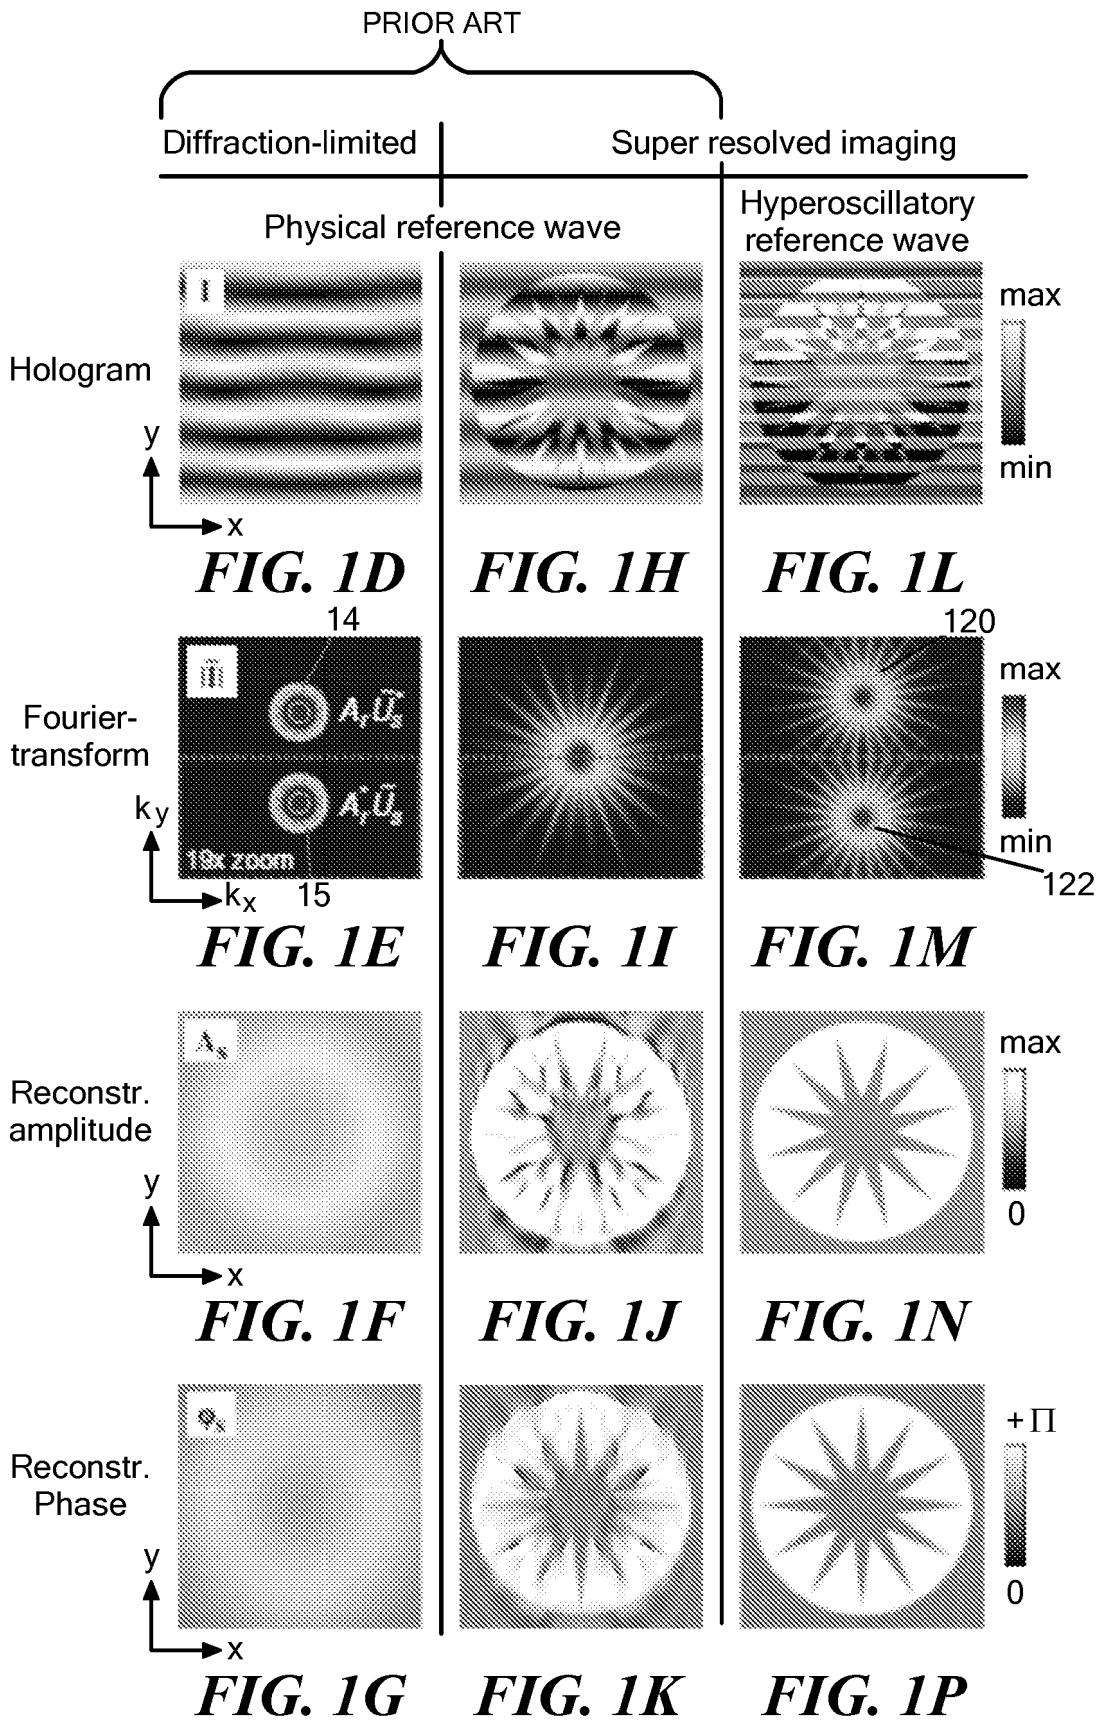 PRIOR ART
Diffraction-limited
Super resolved imaging
Physical reference wave
Hyperoscillatory
reference wave
Hologram
I
max
min
y
x
FIG. 1D
FIG. 1H
FIG. 1L
14
120
Fourier-
transform
Ĩ
max
min
k y
k x
15
19x zoom
122
FIG. 1E
FIG. 1I
FIG. 1M
Reconstr.
amplitude
A s
max
0
y
x
FIG. 1F
FIG. 1J
FIG. 1N
Reconstr.
Phase
φ s
+ Π
0
y
x
FIG. 1G
FIG. 1K
FIG. 1P